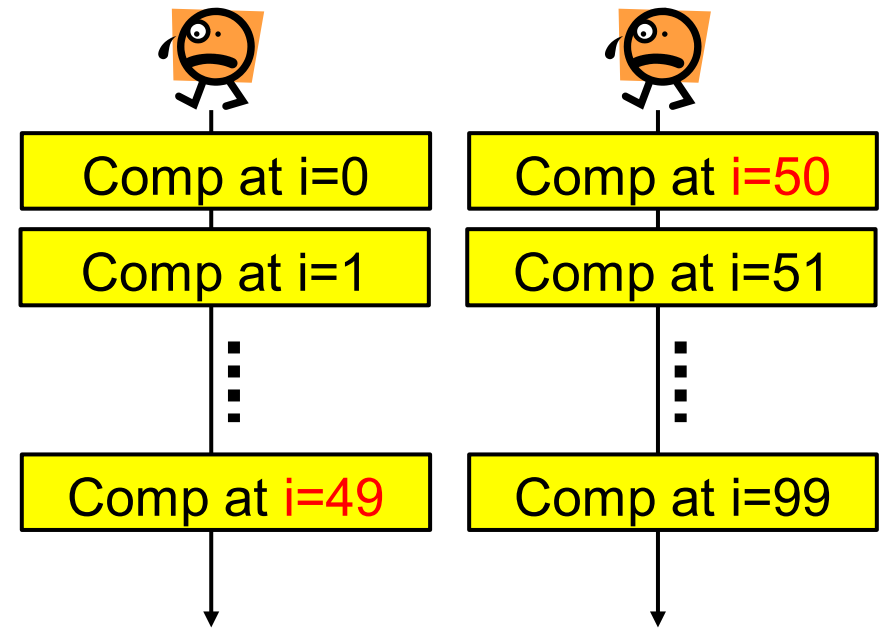 Comp at i=0
Comp at i=1
Comp at i=49
Comp at i=50
Comp at i=51
Comp at i=99